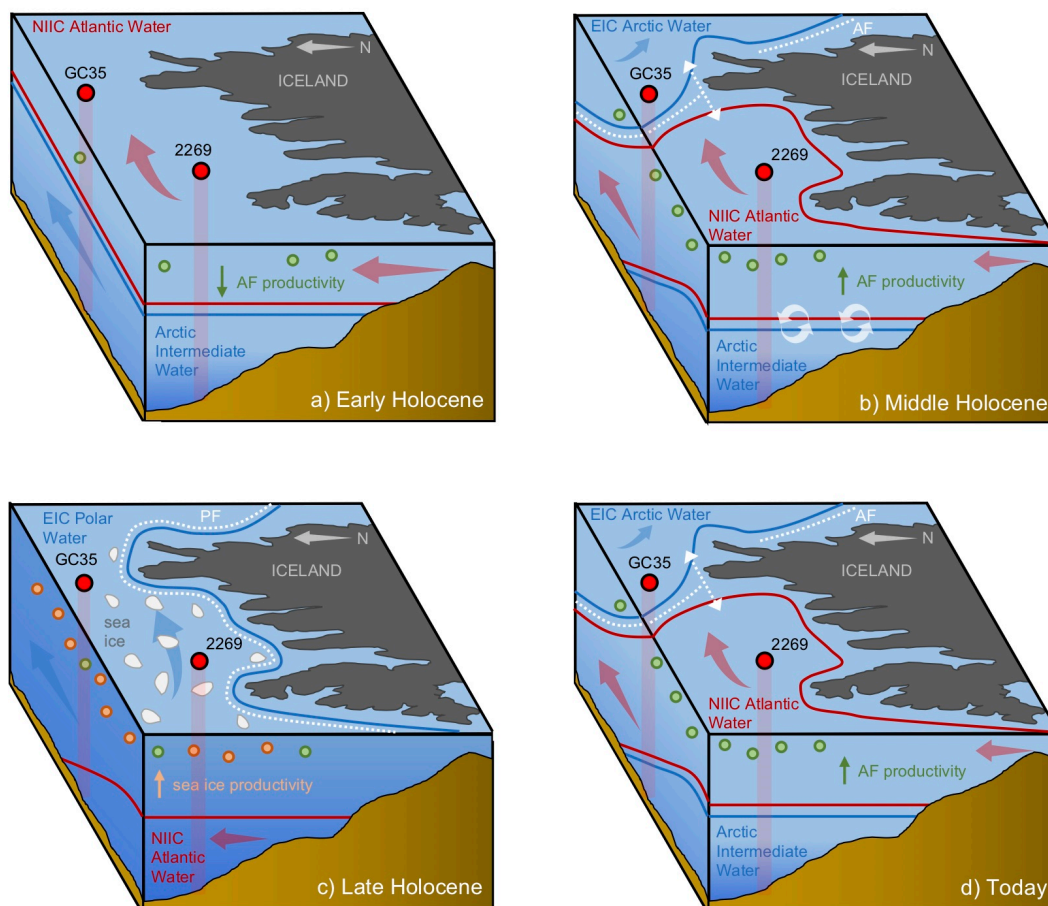 NIIC Atlantic Water
GC35
N
ICELAND
2269
AF productivity
Arctic
Intermediate
Water
a) Early Holocene
EIC Arctic Water
AF
GC35
N
ICELAND
2269
NIIC Atlantic
Water
AF productivity
Arctic
Intermediate
Water
b) Middle Holocene
EIC Polar
Water
PF
GC35
N
ICELAND
sea
ice
2269
sea ice productivity
NIIC
Atlantic
Water
c) Late Holocene
EIC Arctic Water
AF
GC35
N
ICELAND
2269
NIIC Atlantic
Water
AF productivity
Arctic
Intermediate
Water
d) Today